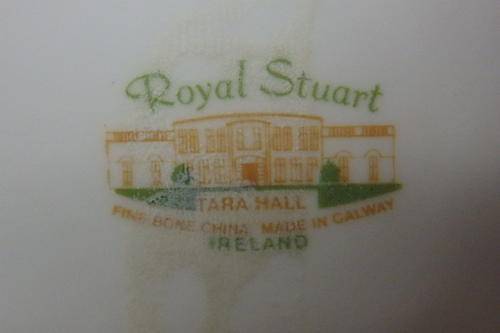 Royal Stuart
TARA HALL
FINE BONE CHINA MADE IN GALWAY
IRELAND